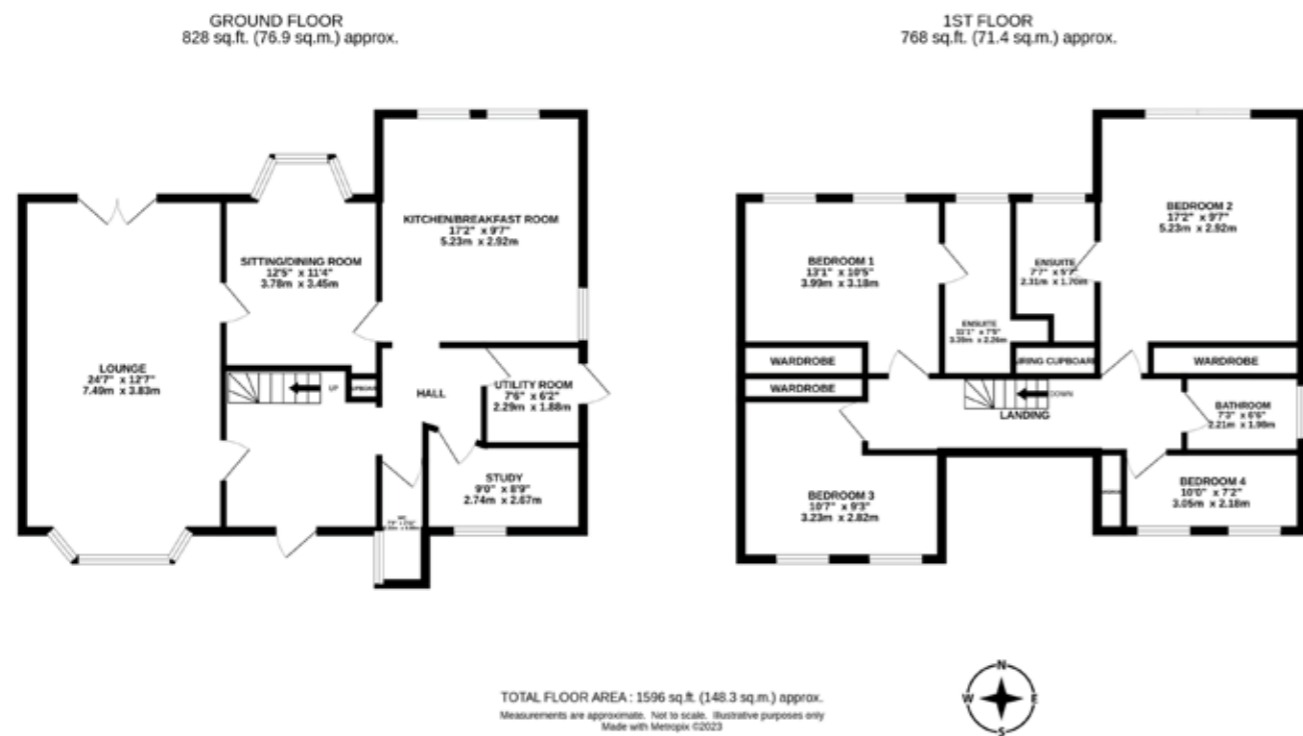 GROUND FLOOR
828 sq.ft. (76.9 sq.m.) approx.
1ST FLOOR
768 sq.ft. (71.4 sq.m.) approx.
KITCHEN/BREAKFAST ROOM
17'2" x 9'7"
5.23m x 2.92m
SITTING/DINING ROOM
12'5" x 11'4"
3.78m x 3.45m
LOUNGE
24'7" x 12'7"
7.49m x 3.83m
UP
HALL
UTILITY ROOM
7'6" x 6'2"
2.29m x 1.88m
STUDY
9'0" x 8'9"
2.74m x 2.67m
BEDROOM 2
17'2" x 9'7"
5.23m x 2.92m
BEDROOM 1
13'1" x 10'5"
3.99m x 3.18m
ENSUITE
7'7" x 5'7"
2.31m x 1.70m
ENSUITE
11'1" x 7'5"
2.26m
WARDROBE
WARDROBE
IRING CUPBOAR
WARDROBE
DOWN
LANDING
BATHROOM
7'3" x 6'6"
2.21m x 1.98m
BEDROOM 3
10'7" x 9'3"
3.23m x 2.82m
BEDROOM 4
10'0" x 7'2"
3.05m x 2.18m
TOTAL FLOOR AREA : 1596 sq.ft. (148.3 sq.m.) approx.
Measurements are approximate. Not to scale. Illustrative purposes only
Made with Metropix ©2023
N
W
E
S